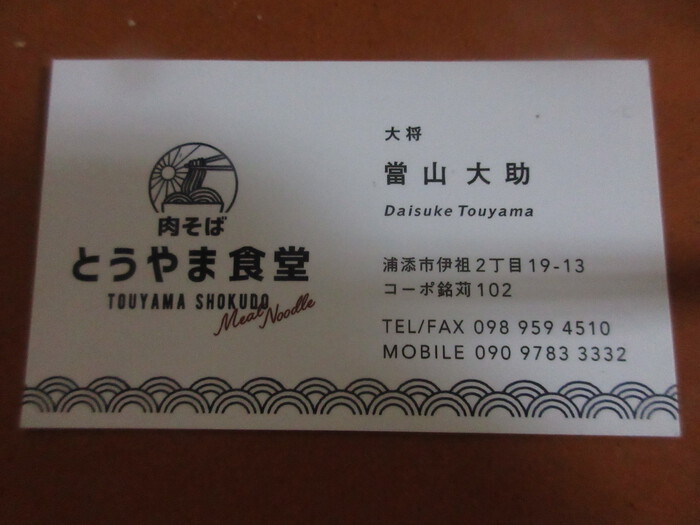 肉そば
とうやま食堂
TOUYAMA SHOKUDO
Meat Noodle
大将
當山大助
Daisuke Touyama
浦添市伊祖2丁目19-13
コーポ銘苅102
TEL/FAX 098 959 4510
MOBILE 090 9783 3332